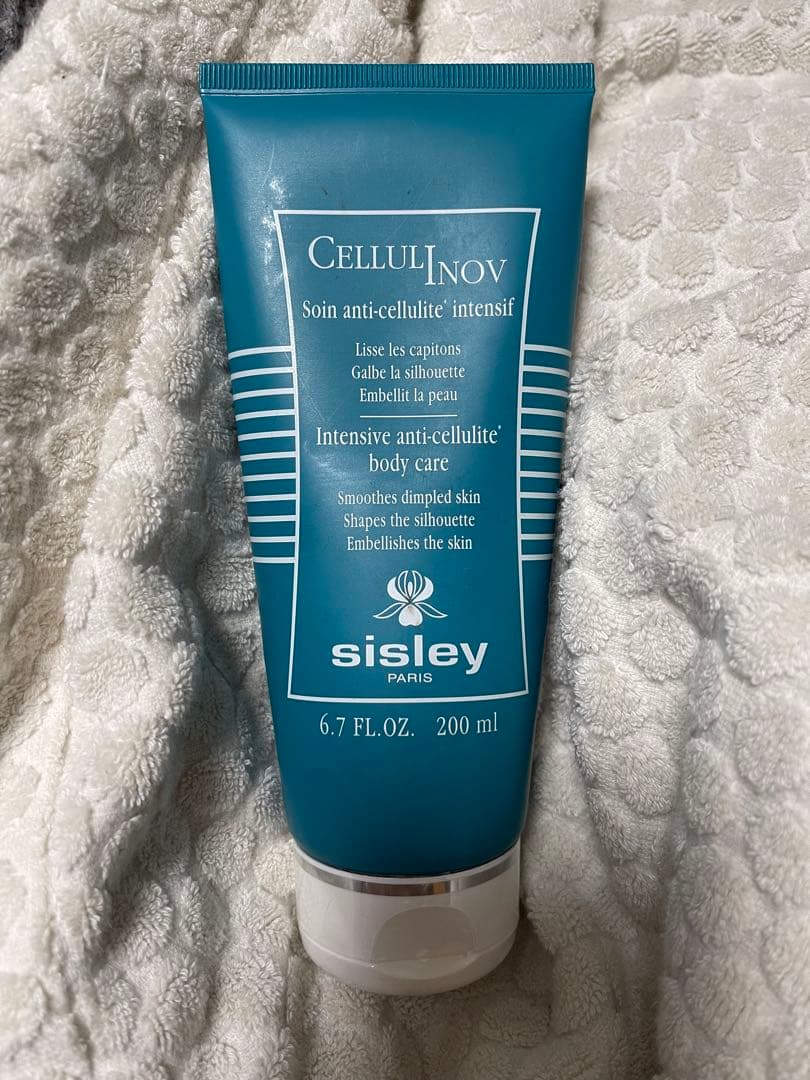 CELLULINOV
Soin anti-cellulite* intensif
Lisse les capitons
Galbe la silhouette
Embellit la peau
Intensive anti-cellulite*
body care
Smoothes dimpled skin
Shapes the silhouette
Embellishes the skin
sisley
PARIS
6.7 FL.OZ. 200 ml